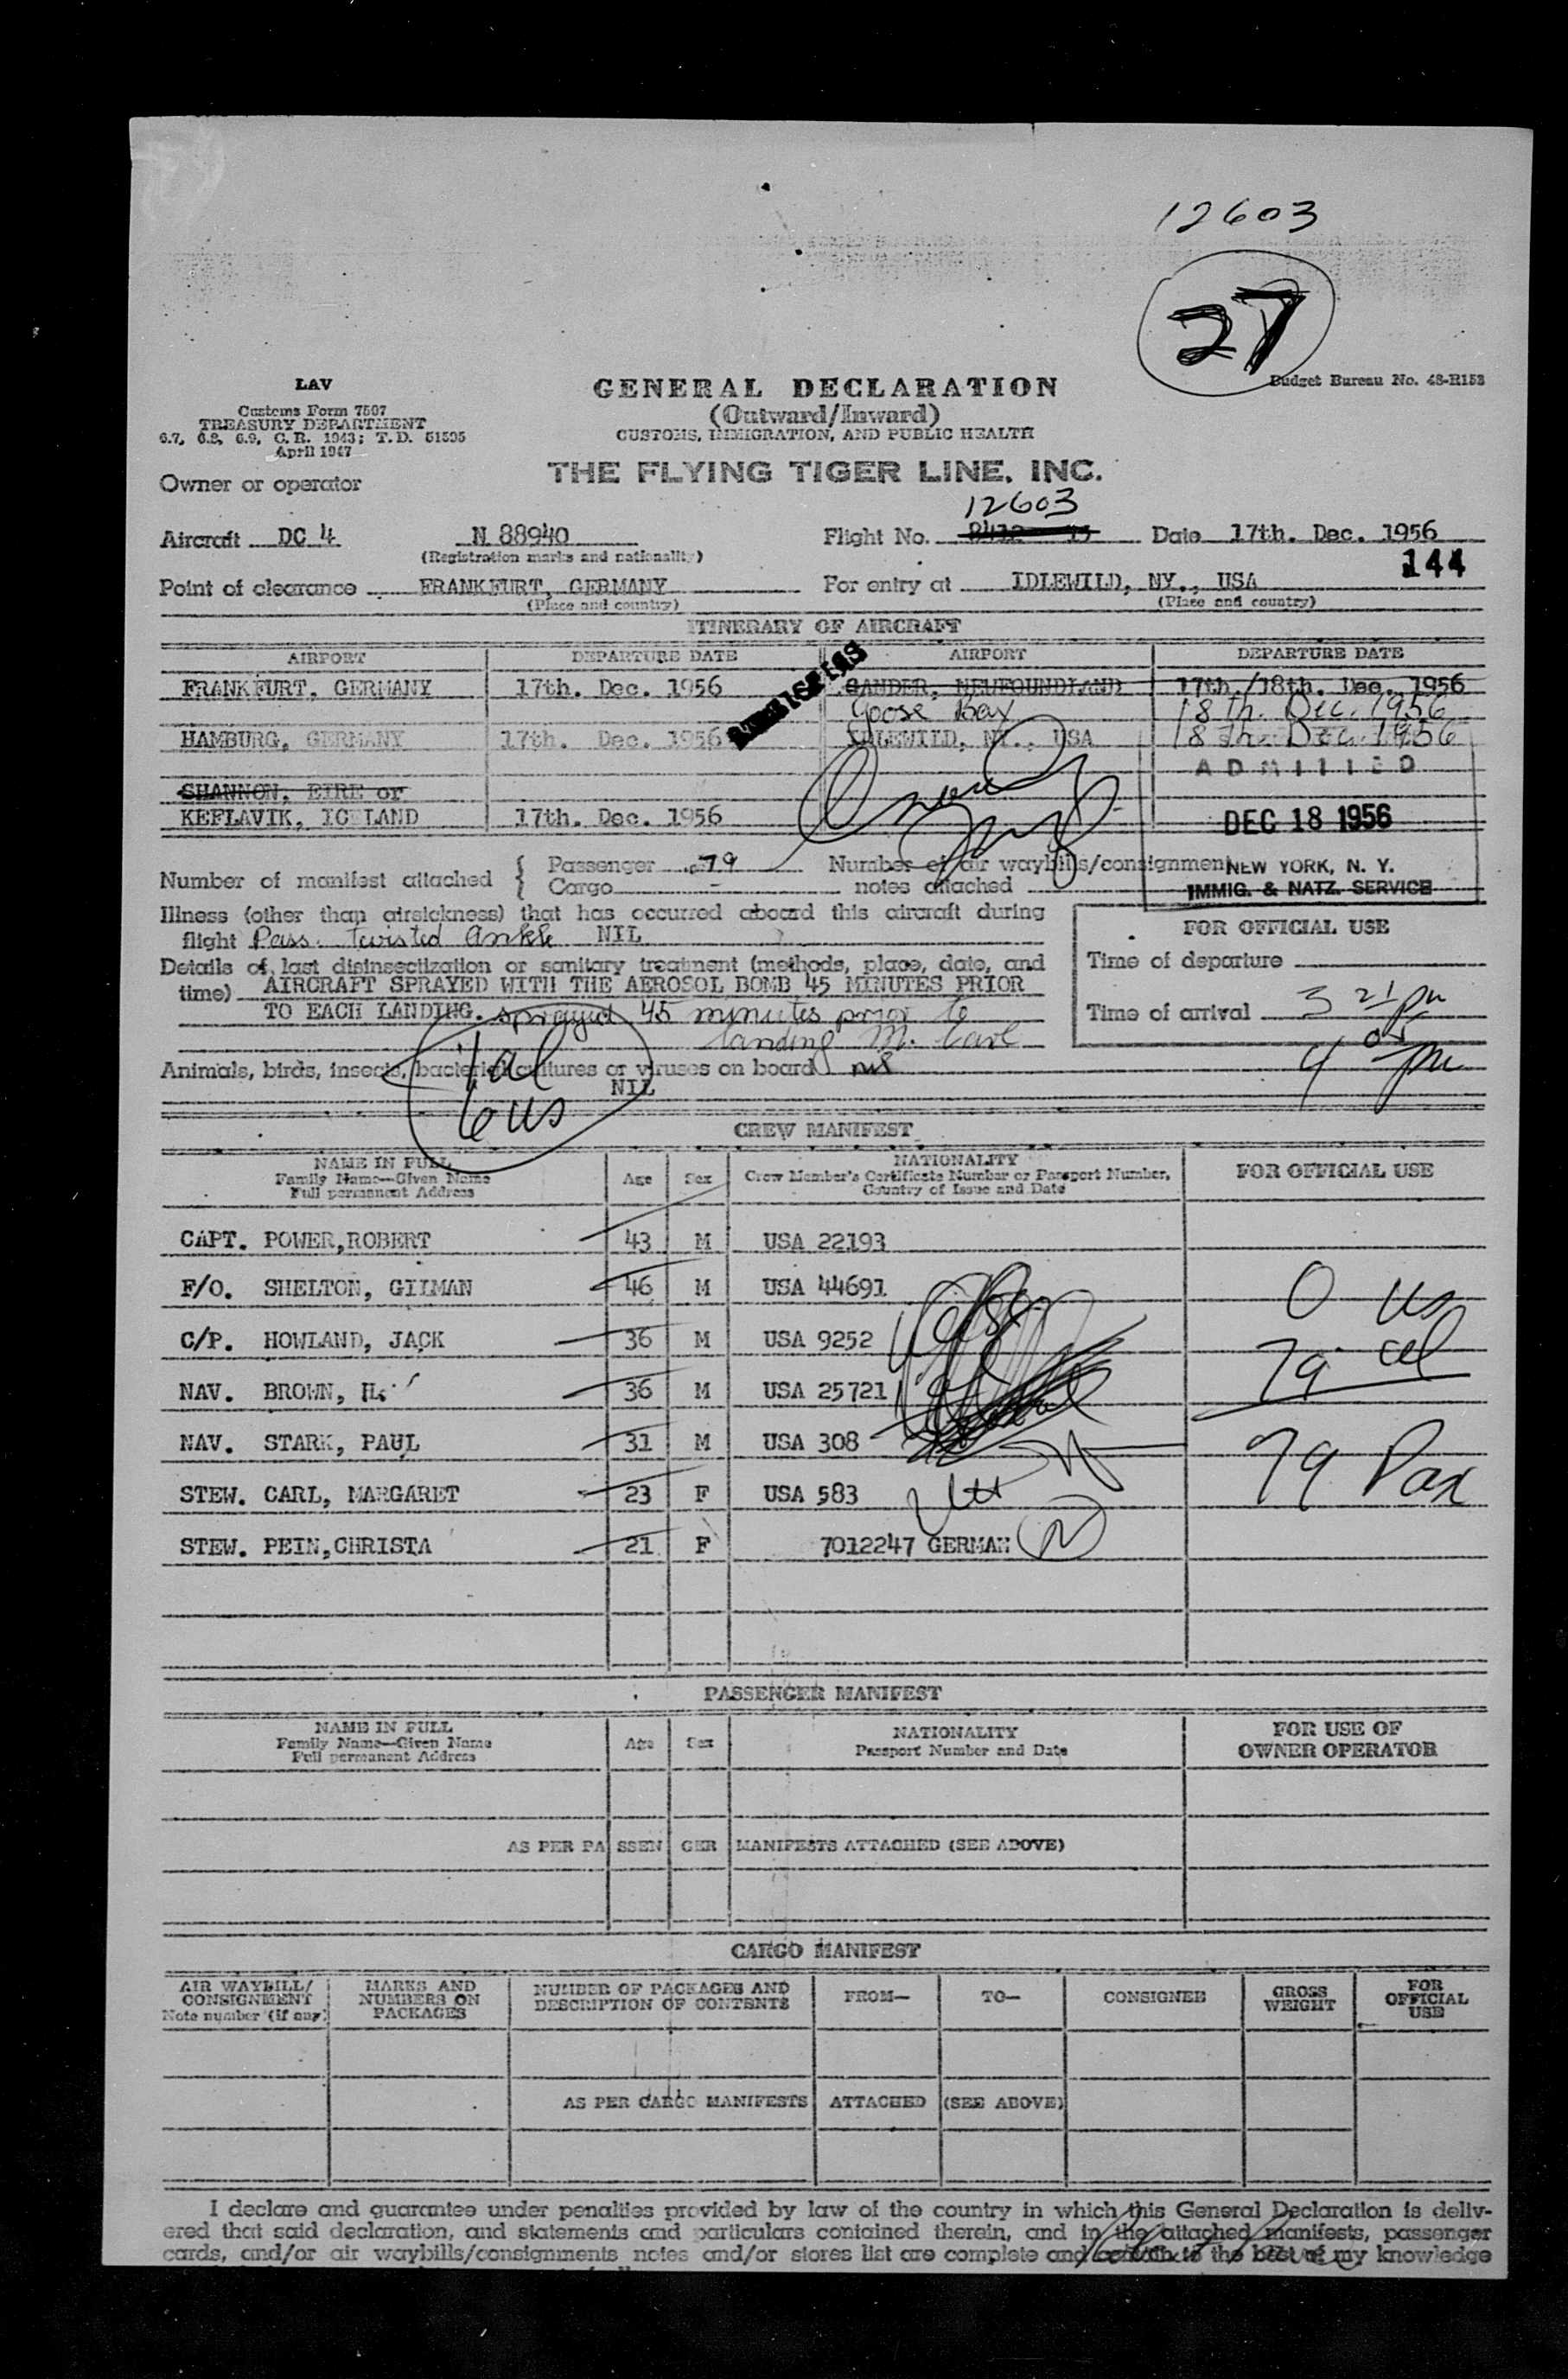 12603
27
LAV
GENERAL DECLARATION
Budget Bureau No. 48-R153
Customs Form 7507
(Outward/Inward)
TREASURY DEPARTMENT
CUSTOMS, IMMIGRATION, AND PUBLIC HEALTH
6.7, 6.8, 6.9, C.R. 1943; T.D. 51595
April 1947
THE FLYING TIGER LINE, INC.
Owner or operator
12603
Aircraft DC 4 N 88940 Flight No. Date 17th. Dec. 1956
(Registration marks and nationality)
144
Point of clearance FRANKFURT, GERMANY For entry at IDLEWILD, NY., USA
(Place and country) (Place and country)
ITINERARY OF AIRCRAFT
AIRPORT DEPARTURE DATE AIRPORT DEPARTURE DATE
FRANKFURT, GERMANY 17th. Dec. 1956 GANDER, NEUFOUNDLAND 17th./18th. Dec. 1956
Goose Bay 18th. Dec. 1956
HAMBURG, GERMANY 17th. Dec. 1956 IDLEWILD, NY., USA 18th. Dec. 1956
ADMITTED
SHANNON, EIRE or
KEFLAVIK, ICELAND 17th. Dec. 1956
DEC 18 1956
NEW YORK, N. Y.
IMMIG. & NATZ. SERVICE
Number of manifest attached { Passenger 79 Number of air waybills/consignment
Cargo - notes attached
Illness (other than airsickness) that has occurred aboard this aircraft during
flight Pass. twisted ankle NIL
FOR OFFICIAL USE
Details of last disinsectization or sanitary treatment (methods, place, date, and
time) AIRCRAFT SPRAYED WITH THE AEROSOL BOMB 45 MINUTES PRIOR
TO EACH LANDING. sprayed 45 minutes prior to
landing M. Carl
Time of departure
Time of arrival 3 21 pm
4 05 pm
Animals, birds, insects, bacterial cultures or viruses on board nil
NIL
CREW MANIFEST
NAME IN FULL
Family Name—Given Name
Full permanent Address
Age Sex
NATIONALITY
Crew Member's Certificate Number or Passport Number,
Country of Issue and Date
FOR OFFICIAL USE
CAPT. POWER,ROBERT 43 M USA 22193
F/O. SHELTON, GILMAN 46 M USA 44691 0 US
C/P. HOWLAND, JACK 36 M USA 9252 79
NAV. BROWN, 36 M USA 25721
NAV. STARK, PAUL 31 M USA 308 79 Pax
STEW. CARL, MARGARET 23 F USA 583
STEW. PEIN,CHRISTA 21 F 7012247 GERMAN
PASSENGER MANIFEST
NAME IN FULL
Family Name—Given Name
Full permanent Address
Age Sex
NATIONALITY
Passport Number and Date
FOR USE OF
OWNER OPERATOR
AS PER PASSENGER MANIFESTS ATTACHED (SEE ABOVE)
CARGO MANIFEST
AIR WAYBILL/
CONSIGNMENT
Note number (if any)
MARKS AND
NUMBERS ON
PACKAGES
NUMBER OF PACKAGES AND
DESCRIPTION OF CONTENTS
FROM—
TO—
CONSIGNEE
GROSS
WEIGHT
FOR
OFFICIAL
USE
AS PER CARGO MANIFESTS ATTACHED (SEE ABOVE)
I declare and guarantee under penalties provided by law of the country in which this General Declaration is deliv-
ered that said declaration, and statements and particulars contained therein, and in the attached manifests, passenger
cards, and/or air waybills/consignments notes and/or stores list are complete and to the best of my knowledge